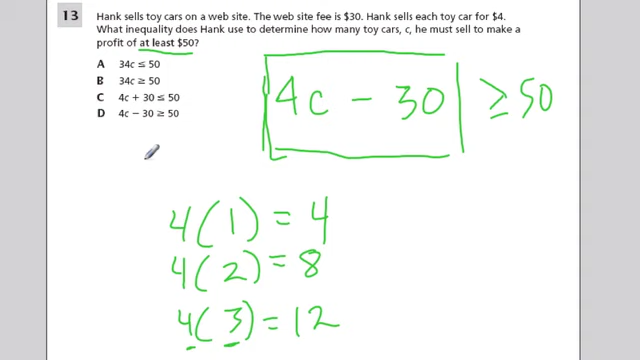 13 Hank sells toy cars on a web site. The web site fee is $30. Hank sells each toy car for $4.
What inequality does Hank use to determine how many toy cars, c, he must sell to make a
profit of at least $50?
A 34c ≤ 50
B 34c ≥ 50
C 4c + 30 ≤ 50
D 4c − 30 ≥ 50
4c − 30 ≥ 50
4(1) = 4
4(2) = 8
4(3) = 12